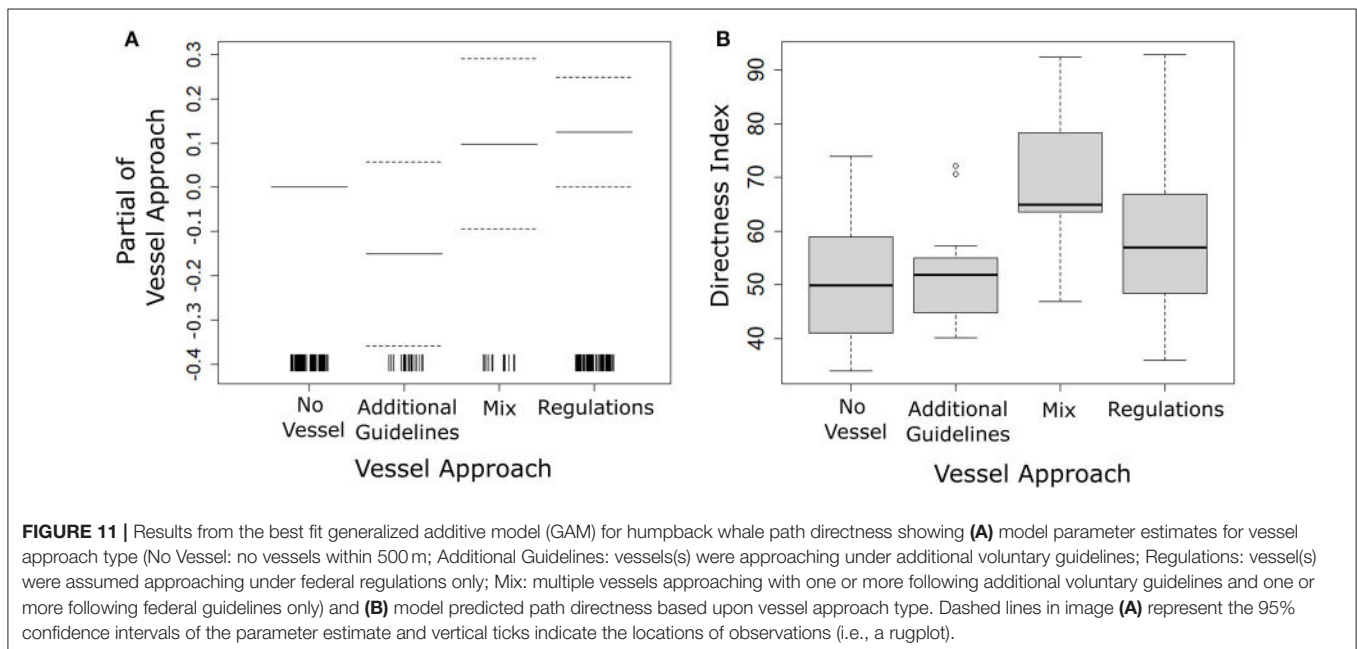 A
Partial of
Vessel Approach
0.3
0.2
0.1
0.0
-0.1
-0.2
-0.3
-0.4
No
Vessel
Additional
Guidelines
Mix
Regulations
Vessel Approach
B
Directness Index
90
80
70
60
50
40
No
Vessel
Additional
Guidelines
Mix
Regulations
Vessel Approach
FIGURE 11 | Results from the best fit generalized additive model (GAM) for humpback whale path directness showing (A) model parameter estimates for vessel
approach type (No Vessel: no vessels within 500 m; Additional Guidelines: vessels(s) were approaching under additional voluntary guidelines; Regulations: vessel(s)
were assumed approaching under federal regulations only; Mix: multiple vessels approaching with one or more following additional voluntary guidelines and one or
more following federal guidelines only) and (B) model predicted path directness based upon vessel approach type. Dashed lines in image (A) represent the 95%
confidence intervals of the parameter estimate and vertical ticks indicate the locations of observations (i.e., a rugplot).